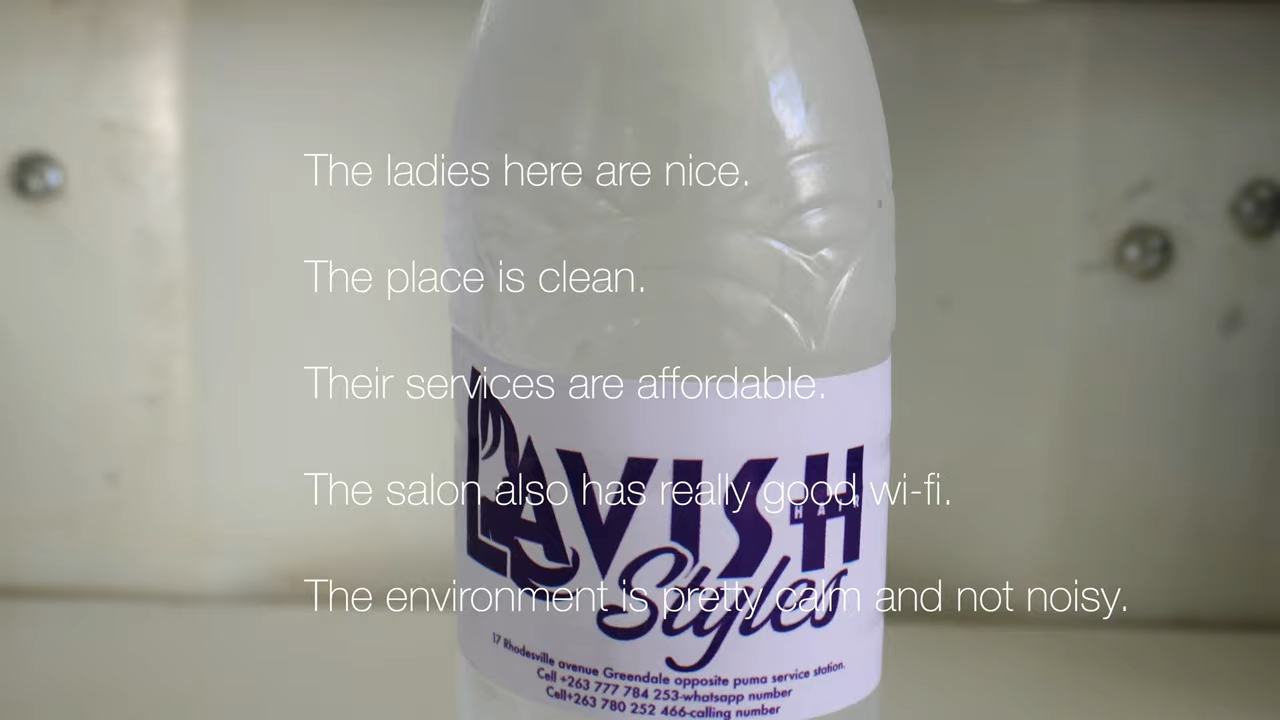 The ladies here are nice.
The place is clean.
Their services are affordable.
The salon also has really good wi-fi.
The environment is pretty calm and not noisy.
LAVISH
HAIR
Styles
17 Rhodesville avenue Greendale opposite puma service station.
Cell +263 777 784 253-whatsapp number
Cell+263 780 252 466-calling number